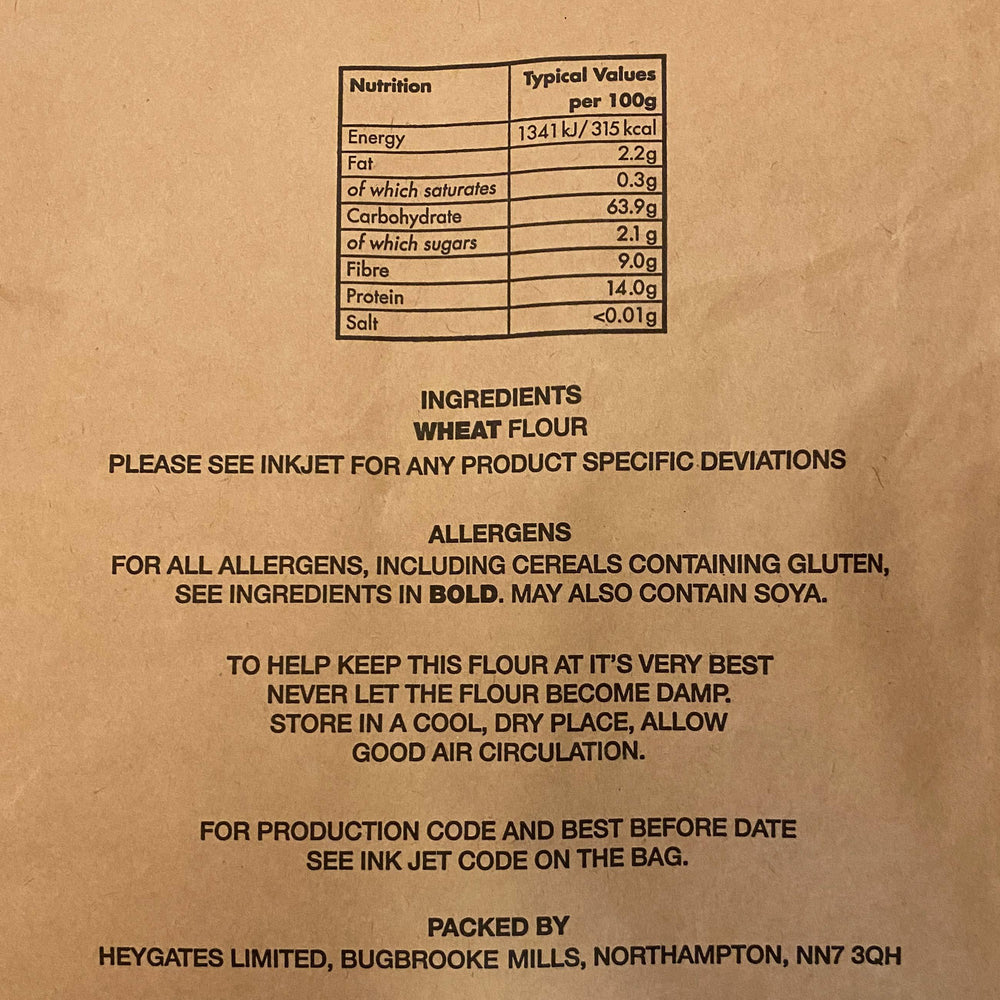 Nutrition Typical Values
per 100g
Energy 1341 kJ/ 315 kcal
Fat 2.2g
of which saturates 0.3g
Carbohydrate 63.9g
of which sugars 2.1 g
Fibre 9.0g
Protein 14.0g
Salt <0.01g
INGREDIENTS
WHEAT FLOUR
PLEASE SEE INKJET FOR ANY PRODUCT SPECIFIC DEVIATIONS
ALLERGENS
FOR ALL ALLERGENS, INCLUDING CEREALS CONTAINING GLUTEN,
SEE INGREDIENTS IN BOLD. MAY ALSO CONTAIN SOYA.
TO HELP KEEP THIS FLOUR AT IT'S VERY BEST
NEVER LET THE FLOUR BECOME DAMP.
STORE IN A COOL, DRY PLACE, ALLOW
GOOD AIR CIRCULATION.
FOR PRODUCTION CODE AND BEST BEFORE DATE
SEE INK JET CODE ON THE BAG.
PACKED BY
HEYGATES LIMITED, BUGBROOKE MILLS, NORTHAMPTON, NN7 3QH